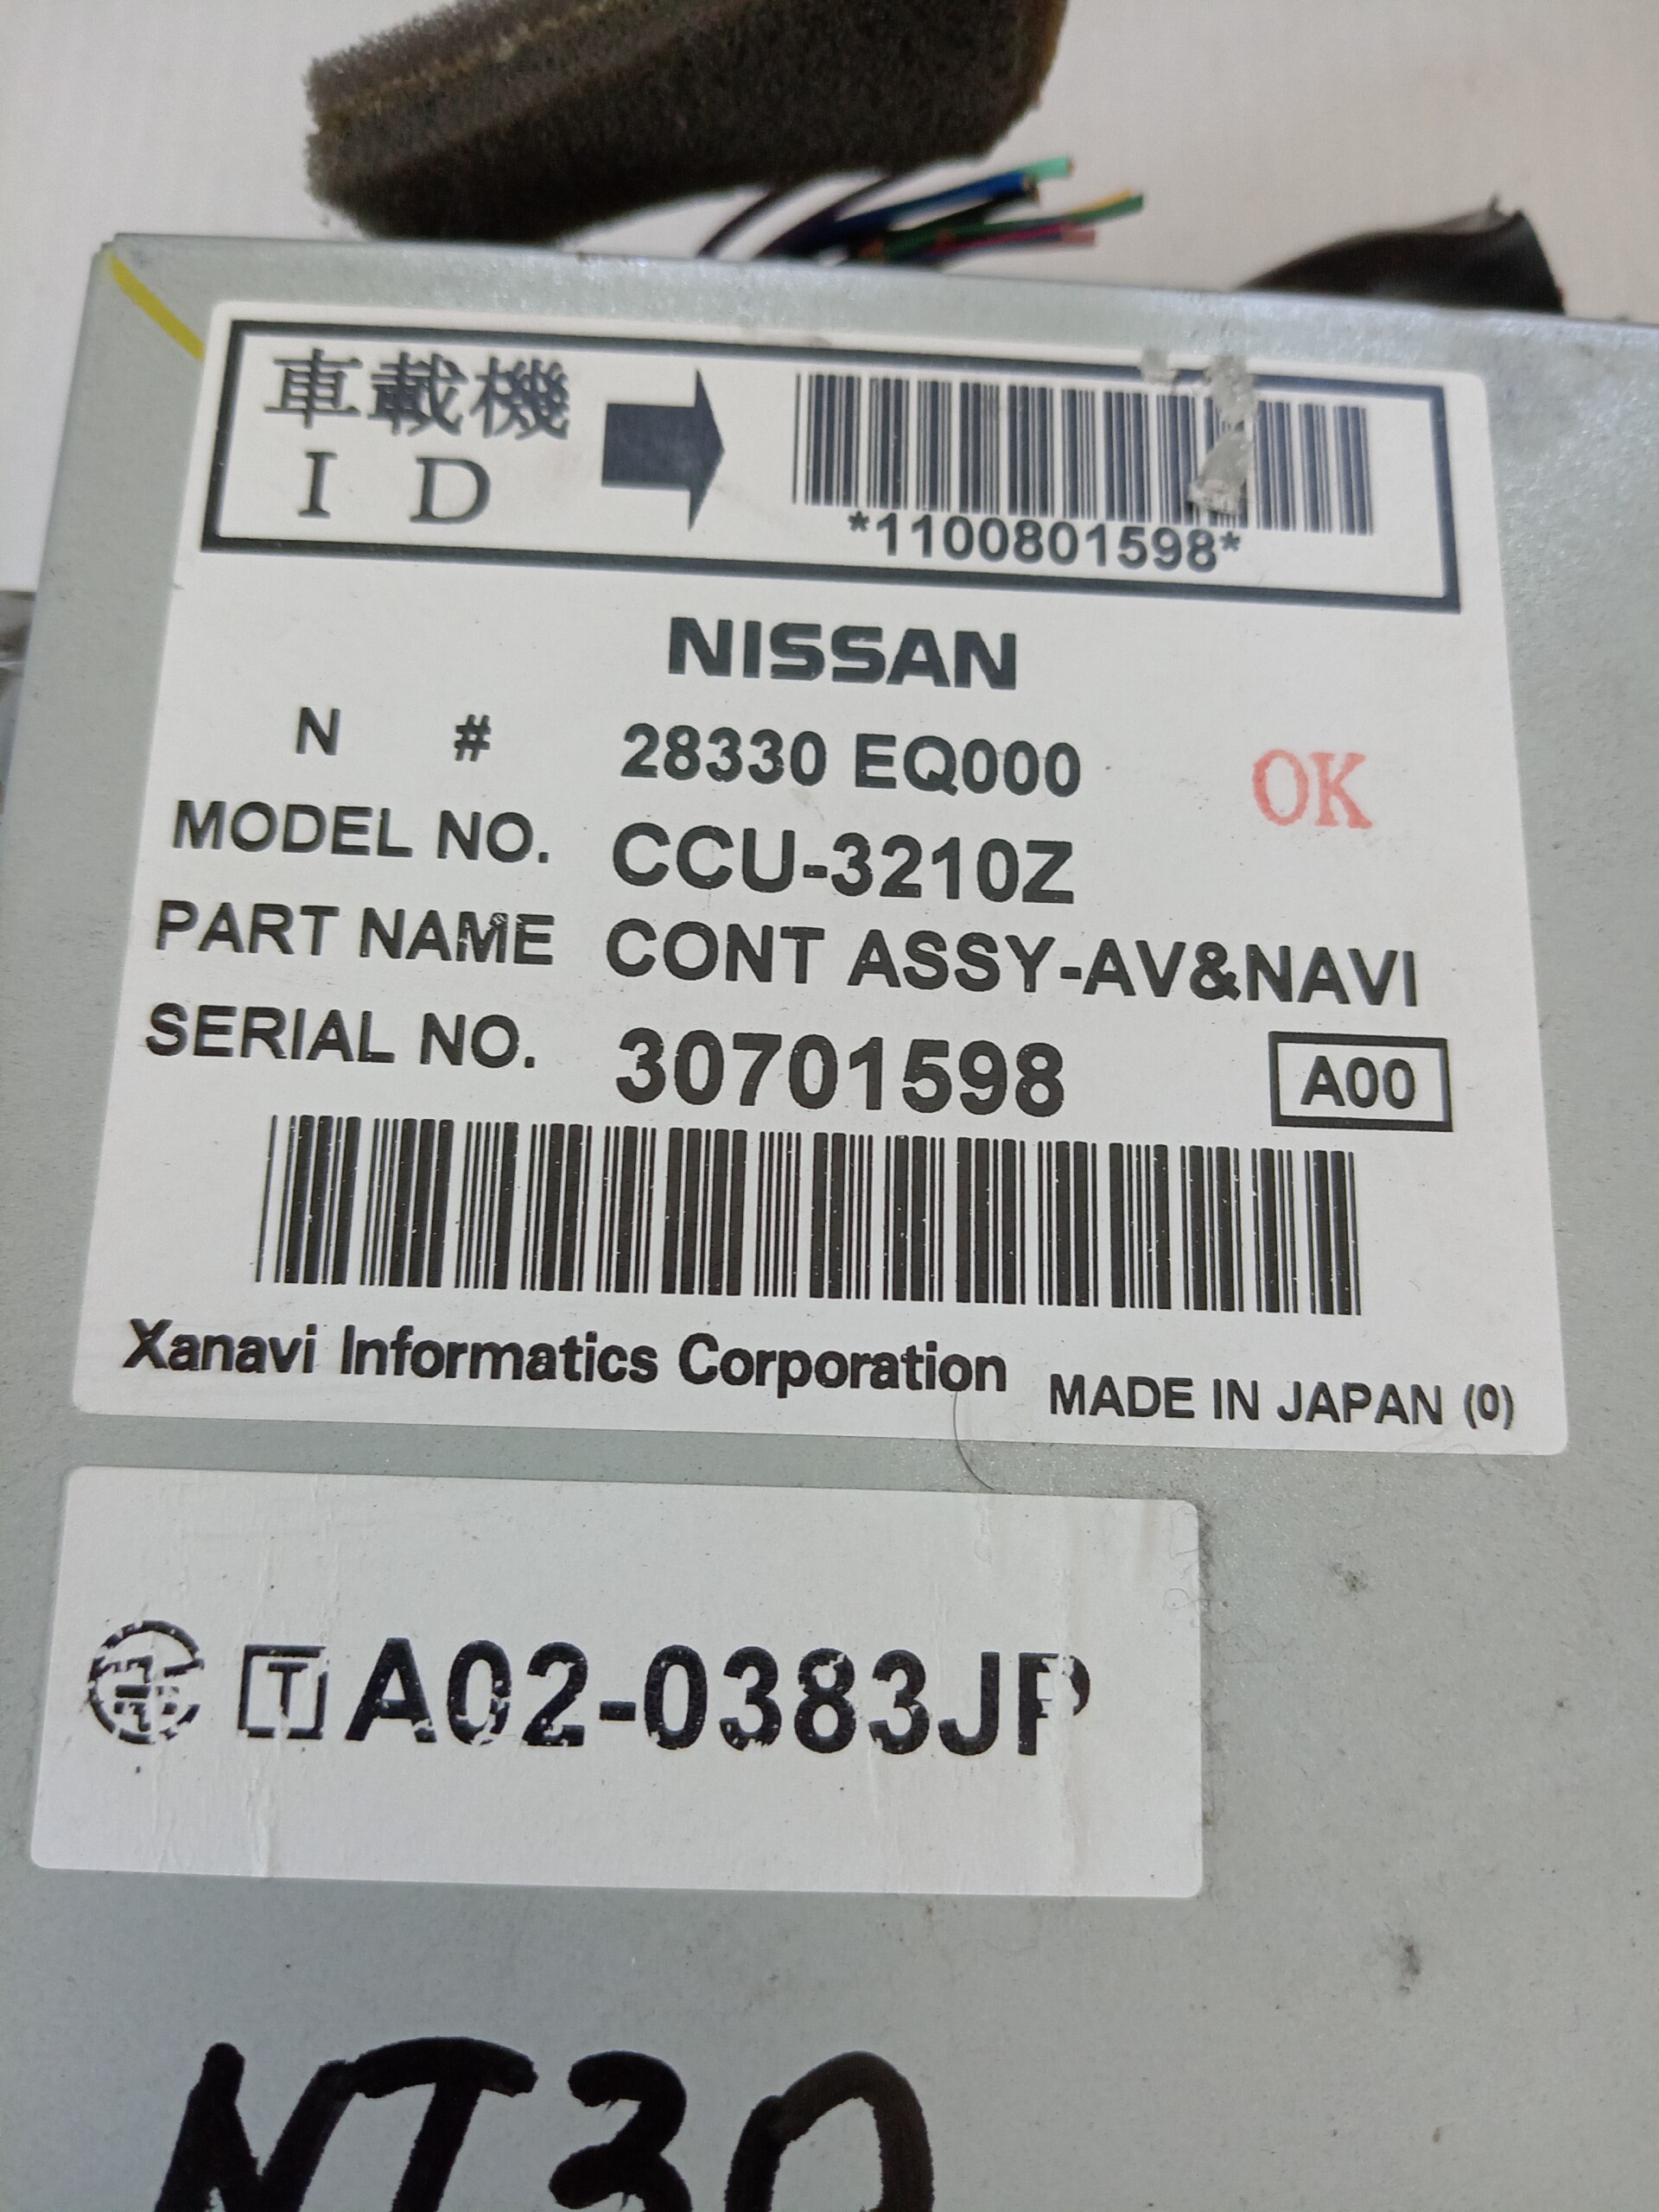 車載機
I D
*1100801598*
NISSAN
N # 28330 EQ000
OK
MODEL NO. CCU-3210Z
PART NAME CONT ASSY-AV&NAVI
SERIAL NO. 30701598 A00
Xanavi Informatics Corporation MADE IN JAPAN (0)
T A02-0383JP
NT30